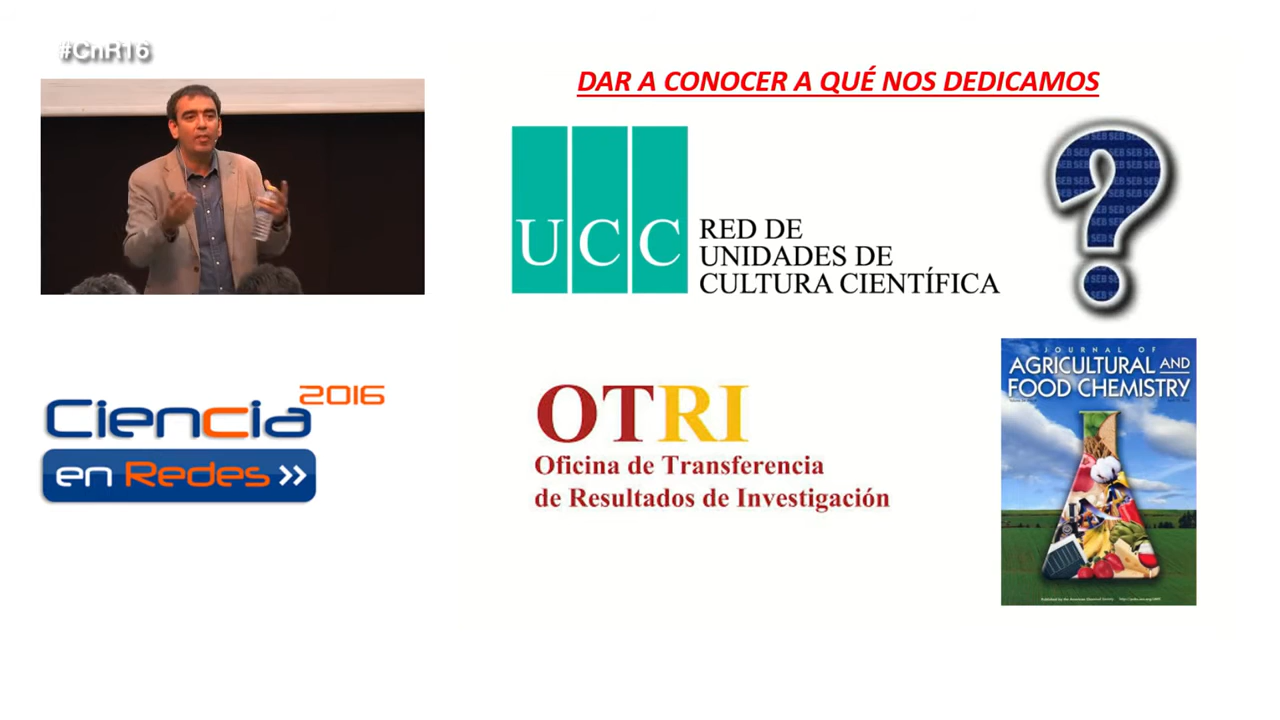 #CnR16
DAR A CONOCER A QUÉ NOS DEDICAMOS
UCC
RED DE
UNIDADES DE
CULTURA CIENTÍFICA
Ciencia
2016
en Redes >>
OTRI
Oficina de Transferencia
de Resultados de Investigación
JOURNAL OF
AGRICULTURAL AND
FOOD CHEMISTRY